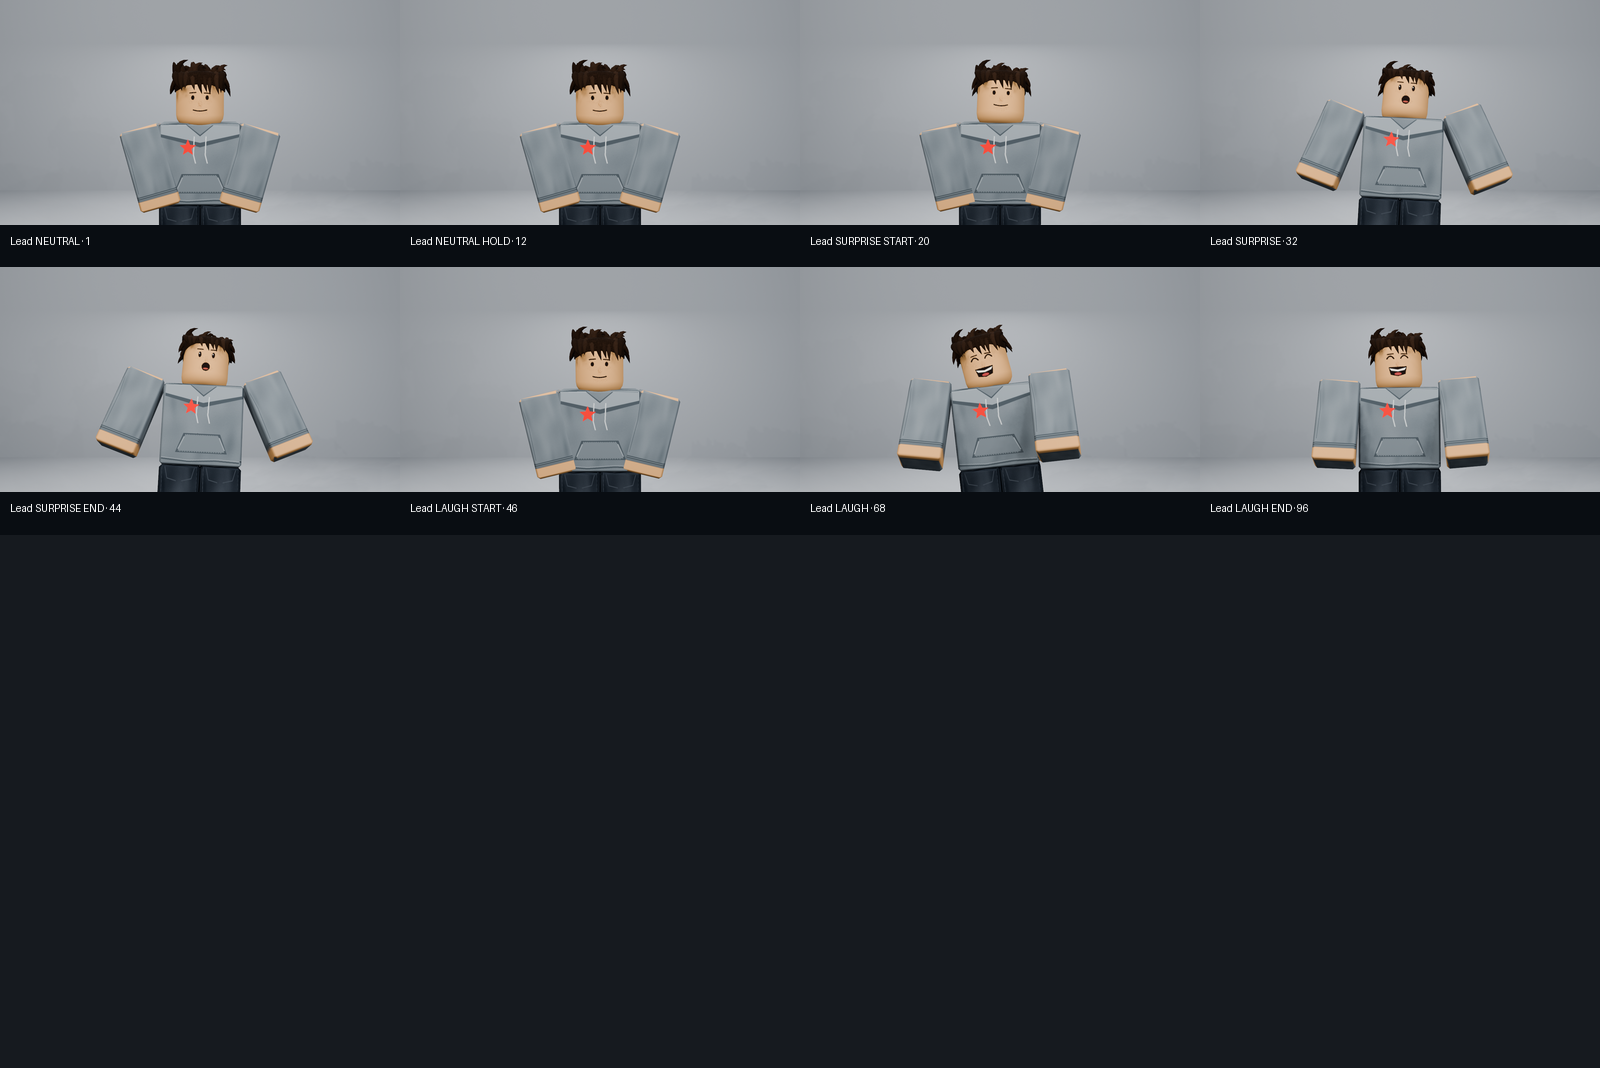 Lead NEUTRAL · 1
Lead NEUTRAL HOLD · 12
Lead SURPRISE START · 20
Lead SURPRISE · 32
Lead SURPRISE END · 44
Lead LAUGH START · 46
Lead LAUGH · 68
Lead LAUGH END · 96